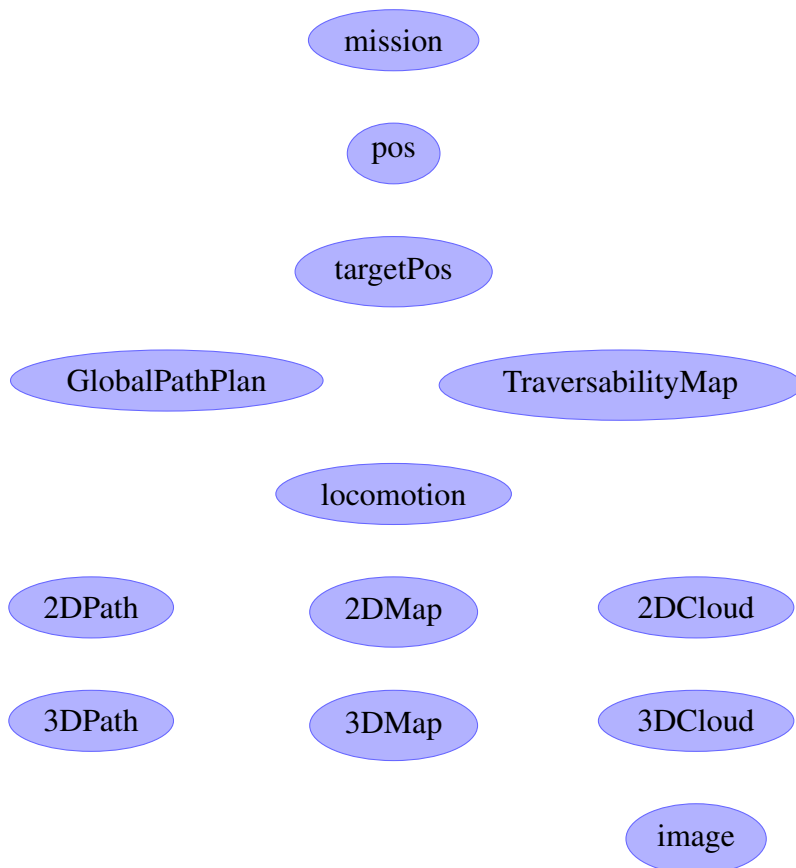 mission
pos
targetPos
GlobalPathPlan
TraversabilityMap
locomotion
2DPath
2DMap
2DCloud
3DPath
3DMap
3DCloud
image